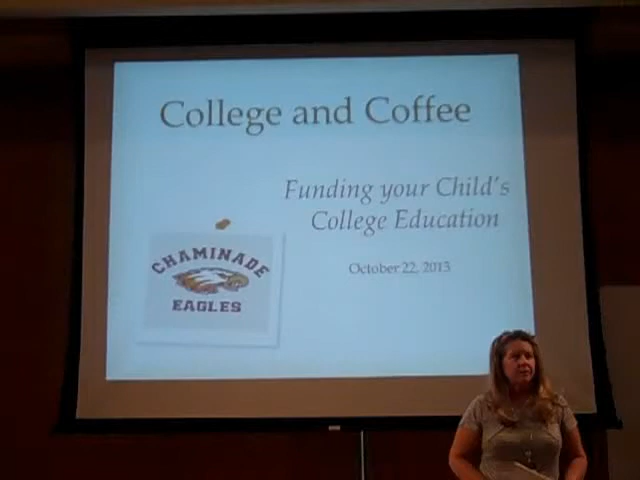 College and Coffee
Funding your Child's
College Education
October 22, 2013
CHAMINADE
EAGLES